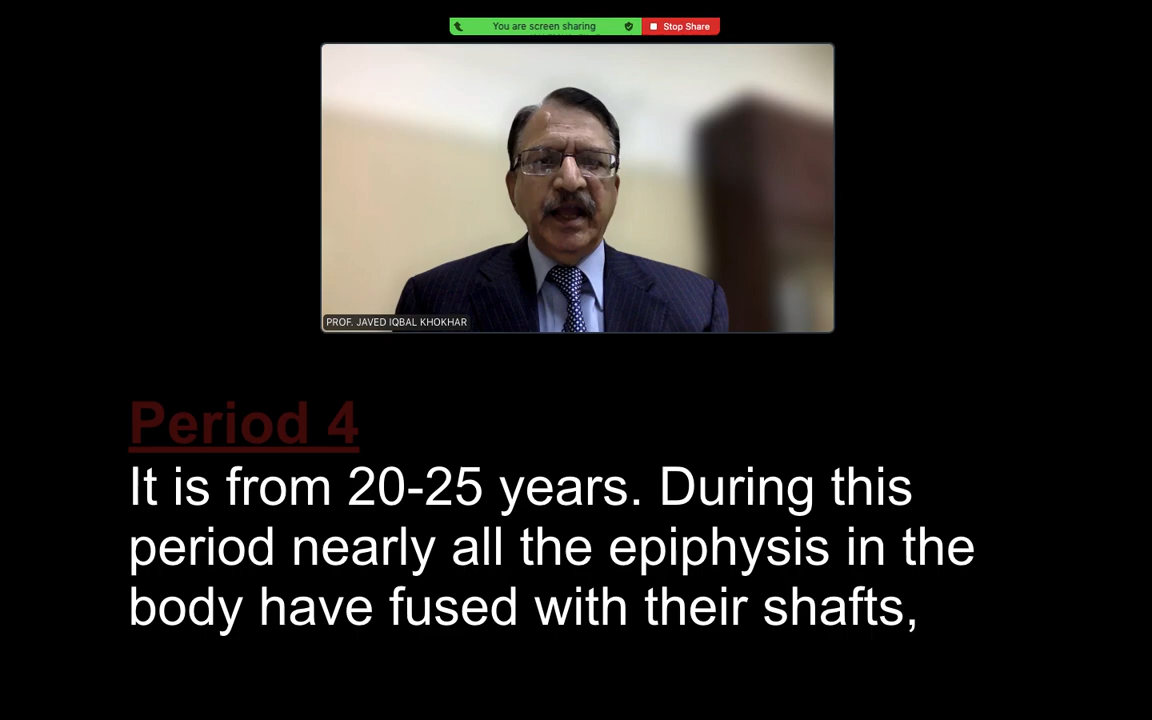 You are screen sharing
Stop Share
PROF. JAVED IQBAL KHOKHAR
Period 4
It is from 20-25 years. During this
period nearly all the epiphysis in the
body have fused with their shafts,